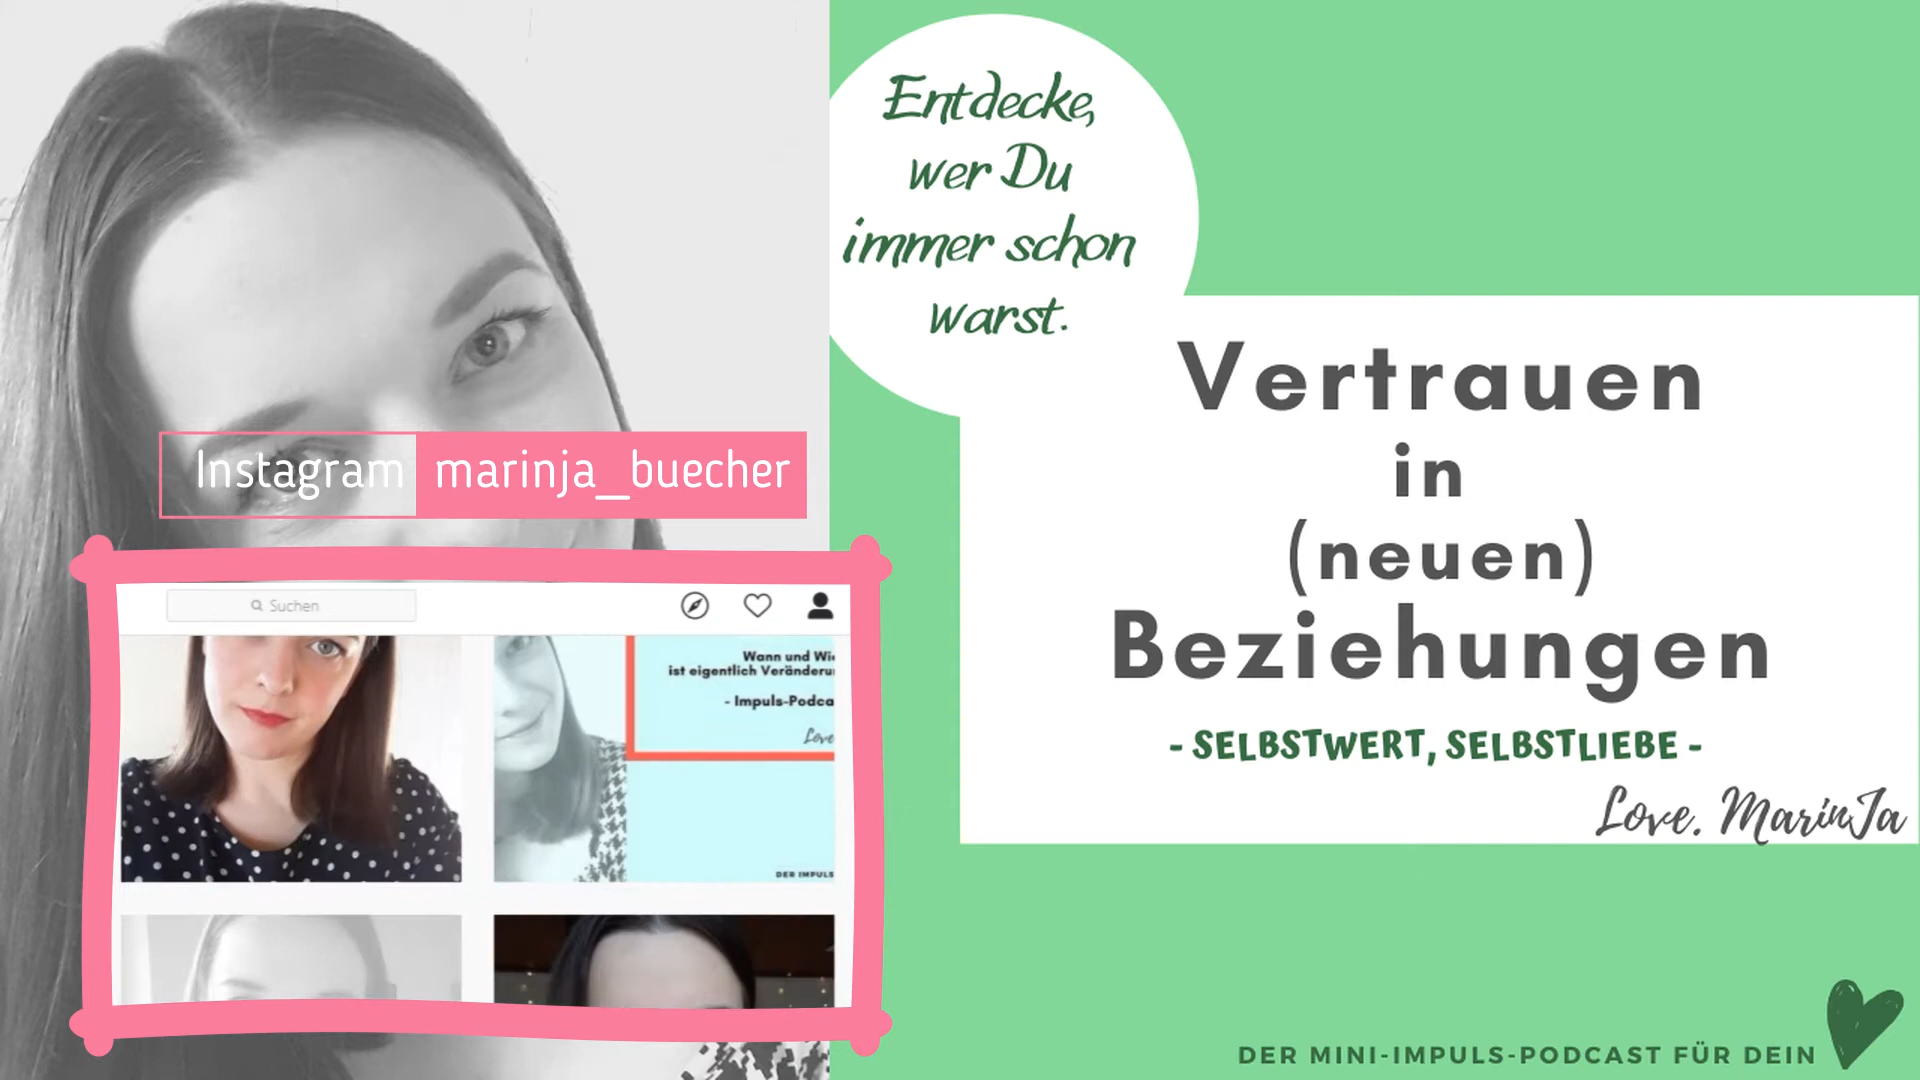 Entdecke,
wer Du
immer schon
warst.
Vertrauen
in
(neuen)
Beziehungen
- SELBSTWERT, SELBSTLIEBE -
Love. MarinJa
Instagram marinja_buecher
Suchen
Wann und Wie
ist eigentlich Veränderu
- Impuls-Podca
Love
DER IMPULS
DER MINI-IMPULS-PODCAST FÜR DEIN